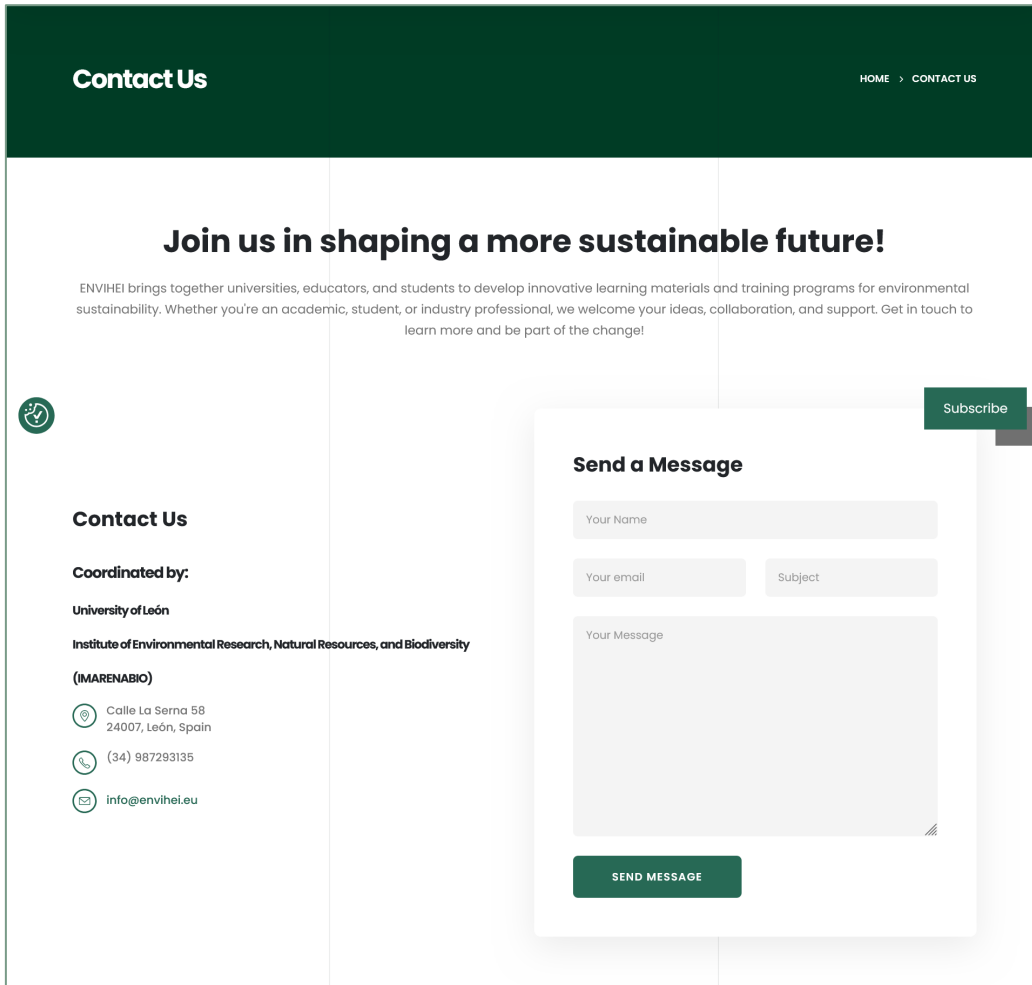 Contact Us
HOME > CONTACT US
Join us in shaping a more sustainable future!
ENVIHEI brings together universities, educators, and students to develop innovative learning materials and training programs for environmental
sustainability. Whether you're an academic, student, or industry professional, we welcome your ideas, collaboration, and support. Get in touch to
learn more and be part of the change!
Subscribe
Contact Us
Coordinated by:
University of León
Institute of Environmental Research, Natural Resources, and Biodiversity
(IMARENABIO)
Calle La Serna 58
24007, León, Spain
(34) 987293135
info@envihei.eu
Send a Message
Your Name
Your email
Subject
Your Message
SEND MESSAGE